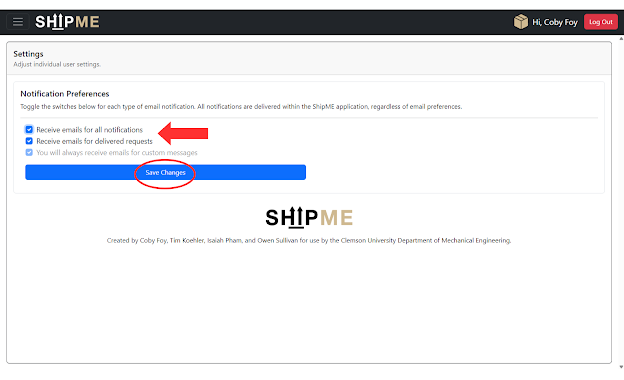 SHIPME
Hi, Coby Foy
Log Out
Settings
Adjust individual user settings.
Notification Preferences
Toggle the switches below for each type of email notification. All notifications are delivered within the ShipME application, regardless of email preferences.
Receive emails for all notifications
Receive emails for delivered requests
You will always receive emails for custom messages
Save Changes
SHIPME
Created by Coby Foy, Tim Koehler, Isaiah Pham, and Owen Sullivan for use by the Clemson University Department of Mechanical Engineering.